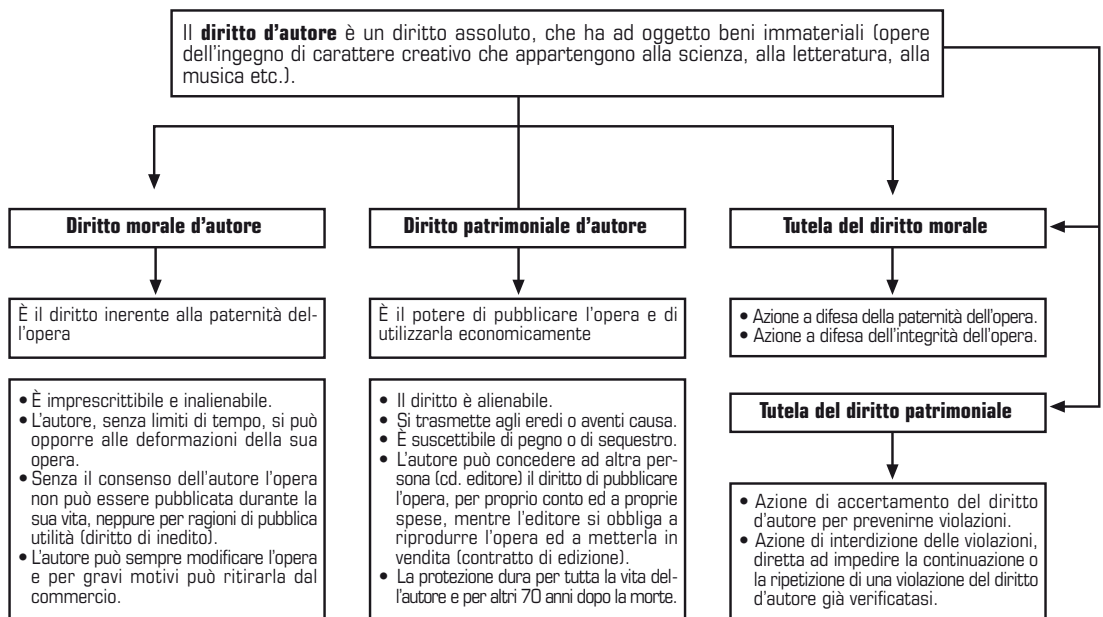 Il diritto d'autore è un diritto assoluto, che ha ad oggetto beni immateriali (opere
dell'ingegno di carattere creativo che appartengono alla scienza, alla letteratura, alla
musica etc.).
Diritto morale d'autore
È il diritto inerente alla paternità del-
l'opera
• È imprescrittibile e inalienabile.
• L'autore, senza limiti di tempo, si può
opporre alle deformazioni della sua
opera.
• Senza il consenso dell'autore l'opera
non può essere pubblicata durante la
sua vita, neppure per ragioni di pubblica
utilità (diritto di inedito).
• L'autore può sempre modificare l'opera
e per gravi motivi può ritirarla dal
commercio.
Diritto patrimoniale d'autore
È il potere di pubblicare l'opera e di
utilizzarla economicamente
• Il diritto è alienabile.
• Si trasmette agli eredi o aventi causa.
• È suscettibile di pegno o di sequestro.
• L'autore può concedere ad altra per-
sona (cd. editore) il diritto di pubblicare
l'opera, per proprio conto ed a proprie
spese, mentre l'editore si obbliga a
riprodurre l'opera ed a metterla in
vendita (contratto di edizione).
• La protezione dura per tutta la vita del-
l'autore e per altri 70 anni dopo la morte.
Tutela del diritto morale
• Azione a difesa della paternità dell'opera.
• Azione a difesa dell'integrità dell'opera.
Tutela del diritto patrimoniale
• Azione di accertamento del diritto
d'autore per prevenirne violazioni.
• Azione di interdizione delle violazioni,
diretta ad impedire la continuazione o
la ripetizione di una violazione del diritto
d'autore già verificatasi.